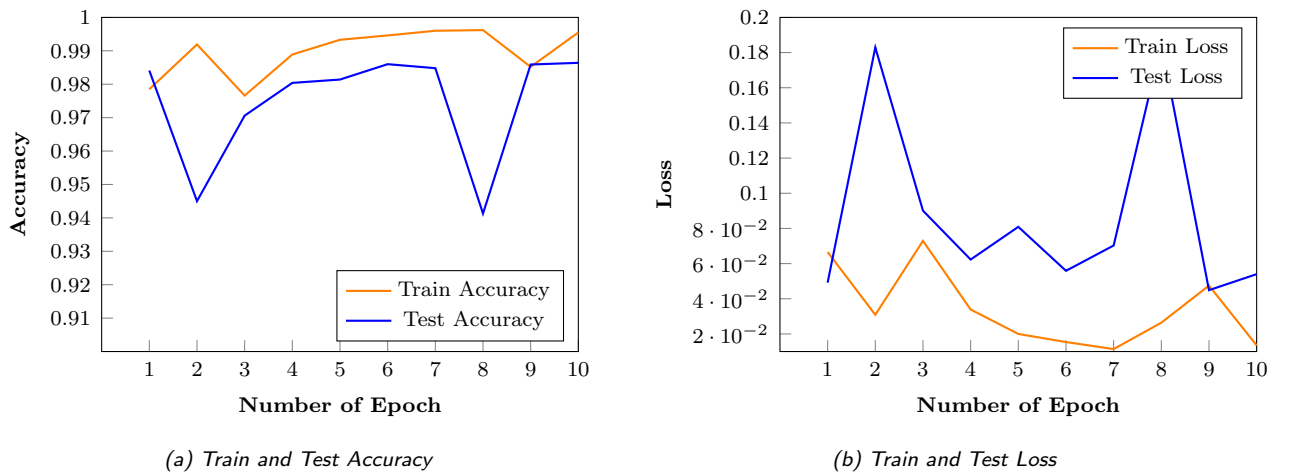 1
0.99
0.98
0.97
0.96
0.95
0.94
0.93
0.92
0.91
Accuracy
Train Accuracy
Test Accuracy
1 2 3 4 5 6 7 8 9 10
Number of Epoch
(a) Train and Test Accuracy
0.2
0.18
0.16
0.14
0.12
0.1
8 · 10⁻²
6 · 10⁻²
4 · 10⁻²
2 · 10⁻²
Loss
Train Loss
Test Loss
1 2 3 4 5 6 7 8 9 10
Number of Epoch
(b) Train and Test Loss